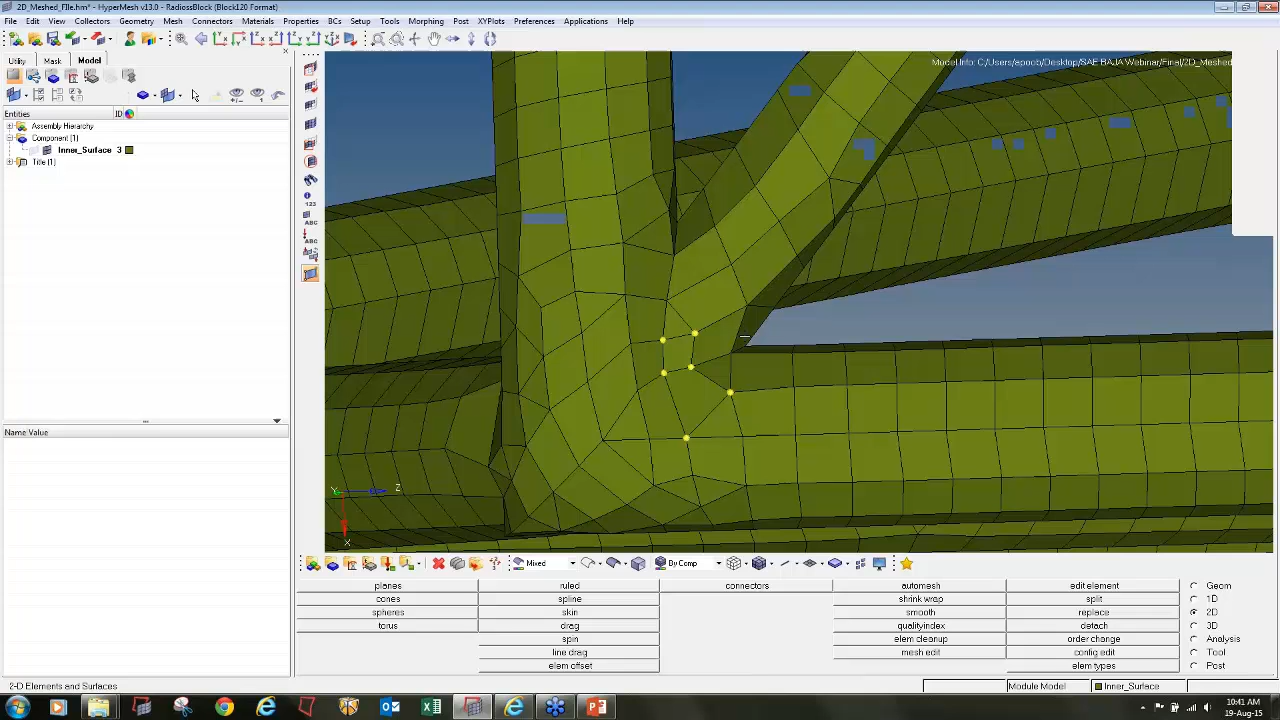 2D_Meshed_FIle.hm* - HyperMesh v13.0 - RadiossBlock (Block120 Format)
File Edit View Collectors Geometry Mesh Connectors Materials Properties BCs Setup Tools Morphing Post XYPlots Preferences Applications Help
Utility Mask Model
Entities ID
Assembly Hierarchy
Component (1)
Inner_Surface 3
Title (1)
Name Value
123
ABC
ABC
Model Info: C:/Users/apoob/Desktop/SAE BAJA Webinar/Final/2D_Meshed
Y Z
X
Mixed By Comp
planes ruled connectors automesh edit element Geom
cones spline shrink wrap split 1D
spheres skin smooth replace 2D
torus drag qualityindex detach 3D
spin elem cleanup order change Analysis
line drag mesh edit config edit Tool
elem offset elem types Post
2-D Elements and Surfaces Module Model Inner_Surface
10:41 AM
19-Aug-15